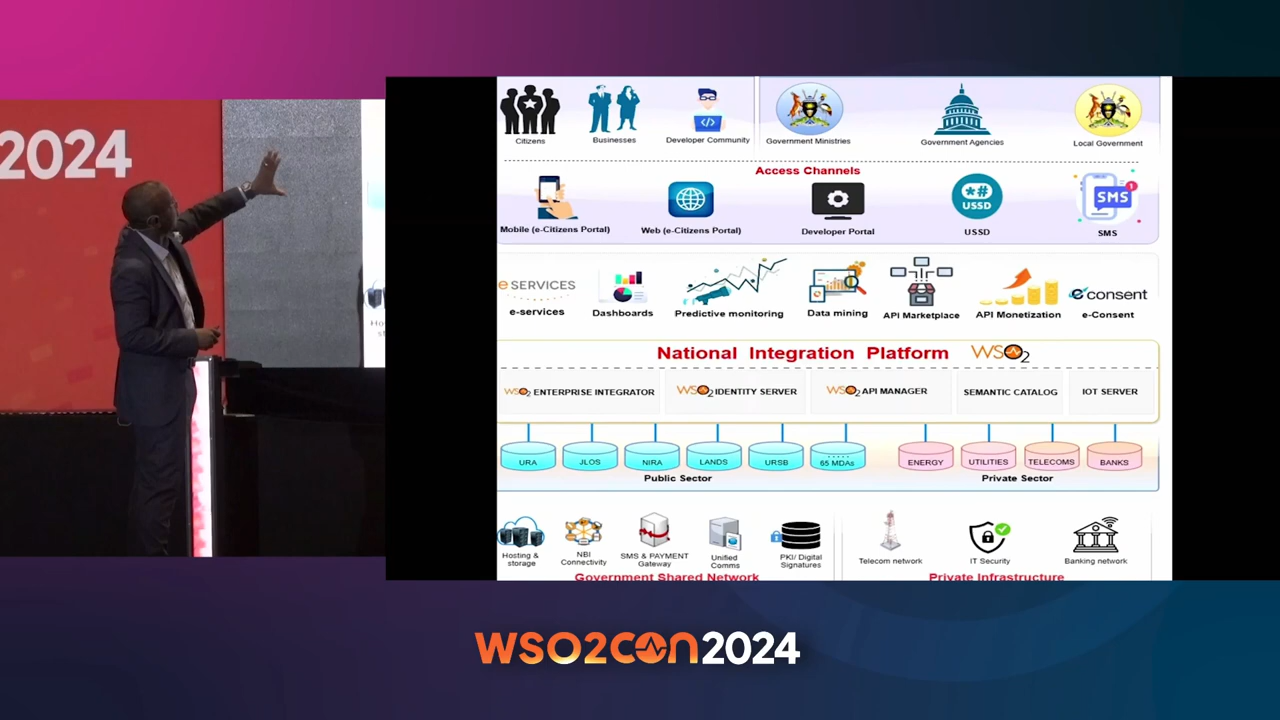 2024
Citizens
Businesses
Developer Community
Government Ministries
Government Agencies
Local Government
Access Channels
*#
USSD
SMS
1
Mobile (e-Citizens Portal)
Web (e-Citizens Portal)
Developer Portal
USSD
SMS
e SERVICES
e-services
Dashboards
Predictive monitoring
Data mining
API Marketplace
API Monetization
e-Consent
e consent
National Integration Platform WSO2
WSO2 ENTERPRISE INTEGRATOR
WSO2 IDENTITY SERVER
WSO2 API MANAGER
SEMANTIC CATALOG
IOT SERVER
URA
JLOS
NIRA
LANDS
URSB
65 MDAs
ENERGY
UTILITIES
TELECOMS
BANKS
Public Sector
Private Sector
Hosting &
storage
NBI
Connectivity
SMS & PAYMENT
Gateway
Unified
Comms
PKI/ Digital
Signatures
Telecom network
IT Security
Banking network
Government Shared Network
Private Infrastructure
WSO2CON2024